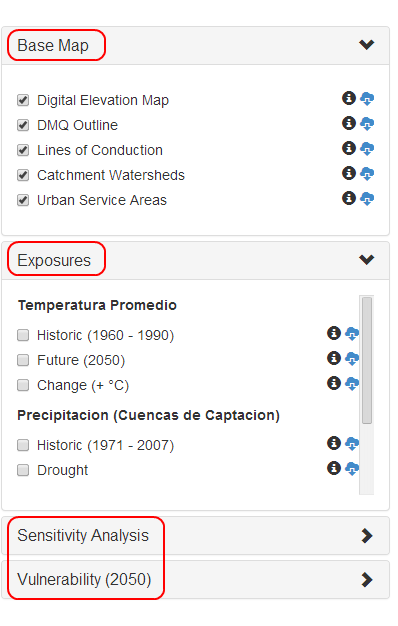 Base Map
Digital Elevation Map
DMQ Outline
Lines of Conduction
Catchment Watersheds
Urban Service Areas
Exposures
Temperatura Promedio
Historic (1960 - 1990)
Future (2050)
Change (+ °C)
Precipitacion (Cuencas de Captacion)
Historic (1971 - 2007)
Drought
Sensitivity Analysis
Vulnerability (2050)